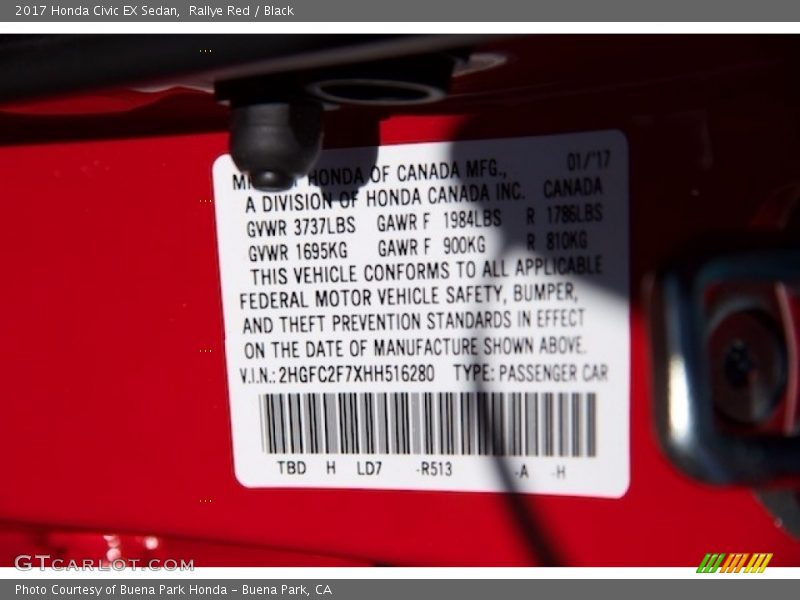 2017 Honda Civic EX Sedan,  Rallye Red / Black
HONDA OF CANADA MFG., 01/'17
A DIVISION OF HONDA CANADA INC. CANADA
GVWR 3737LBS GAWR F 1984LBS R 1786LBS
GVWR 1695KG GAWR F 900KG R 810KG
THIS VEHICLE CONFORMS TO ALL APPLICABLE
FEDERAL MOTOR VEHICLE SAFETY, BUMPER,
AND THEFT PREVENTION STANDARDS IN EFFECT
ON THE DATE OF MANUFACTURE SHOWN ABOVE.
V.I.N.: 2HGFC2F7XHH516280 TYPE: PASSENGER CAR
TBD H LD7 -R513 -A -H
GTCARLOT.COM
Photo Courtesy of Buena Park Honda – Buena Park, CA